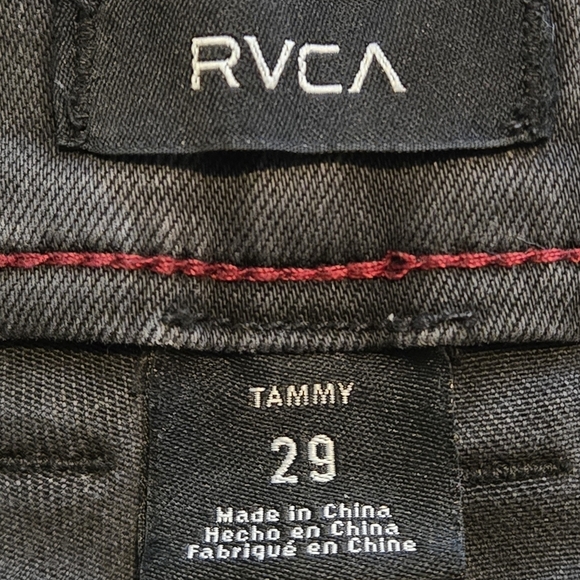 RVCA
TAMMY
29
Made in China
Hecho en China
Fabriqué en Chine